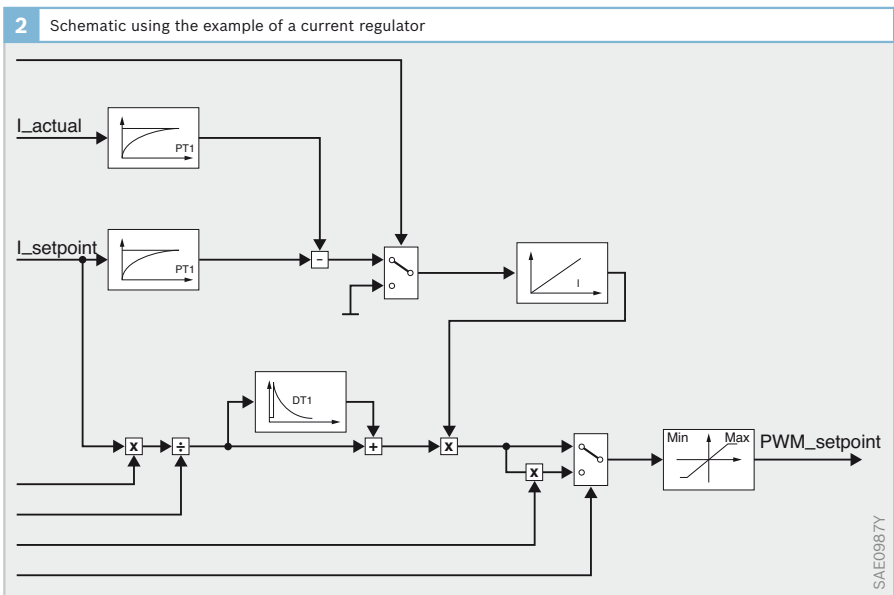 2 Schematic using the example of a current regulator
I_actual
PT1
I_setpoint
PT1
-
I
DT1
x
÷
+
x
x
Min Max
PWM_setpoint
SAE0987Y